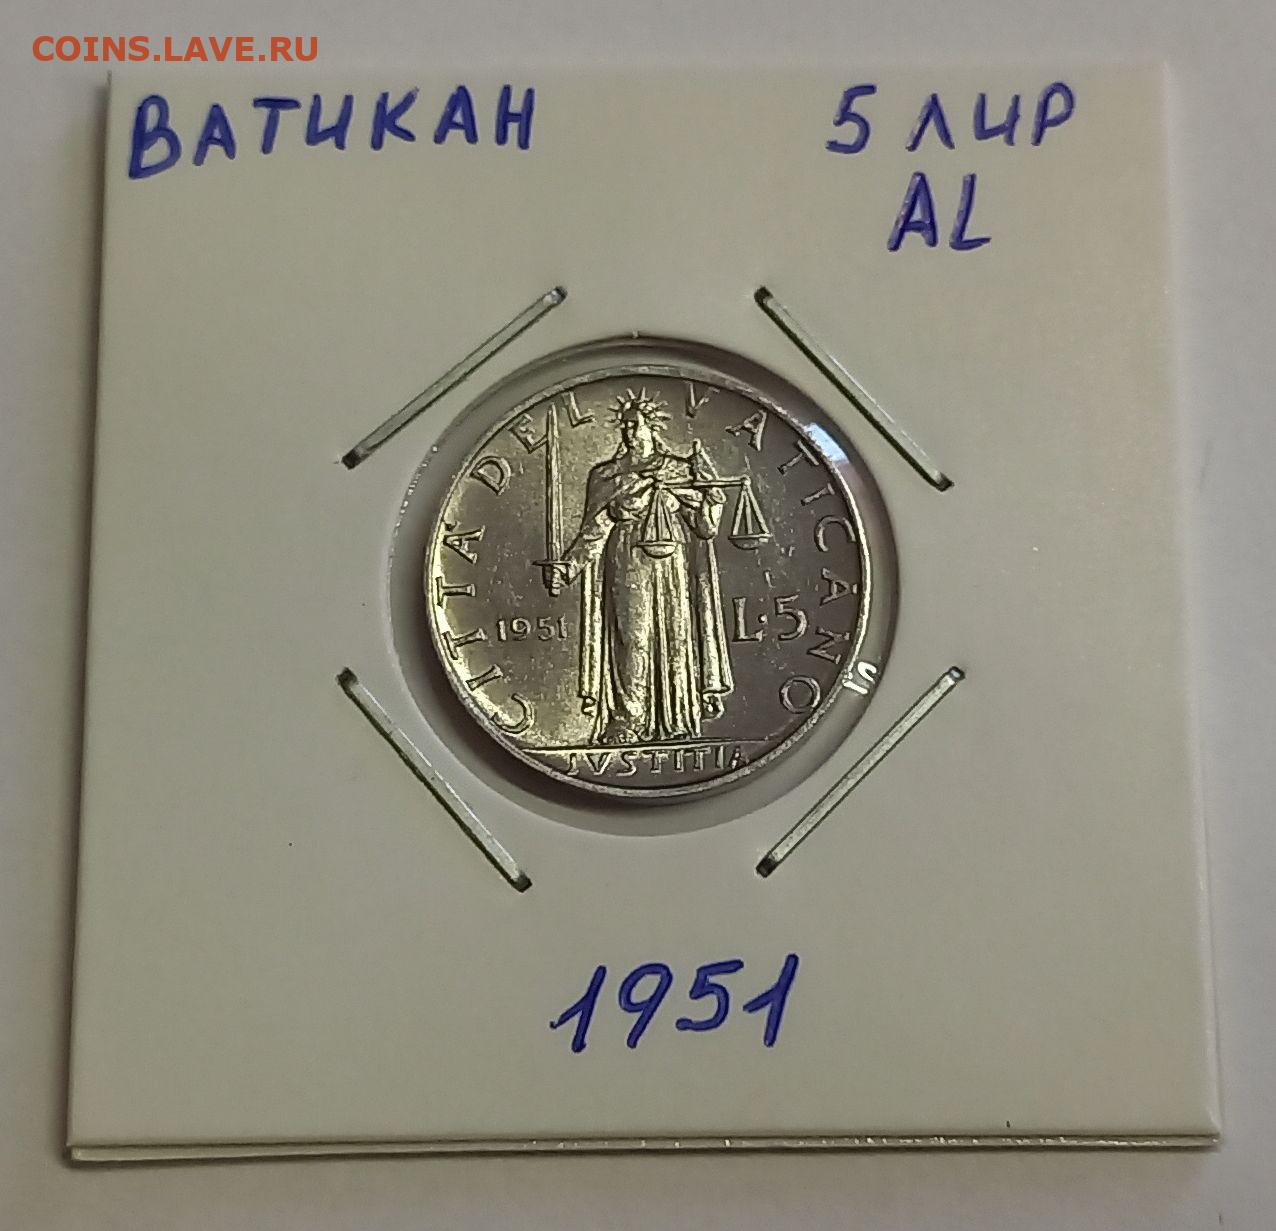 COINS.LAVE.RU
ВАТИКАН
5 ЛИР
AL
CITTA' DEL VATICANO
1951
L·5
IVSTITIA
1951